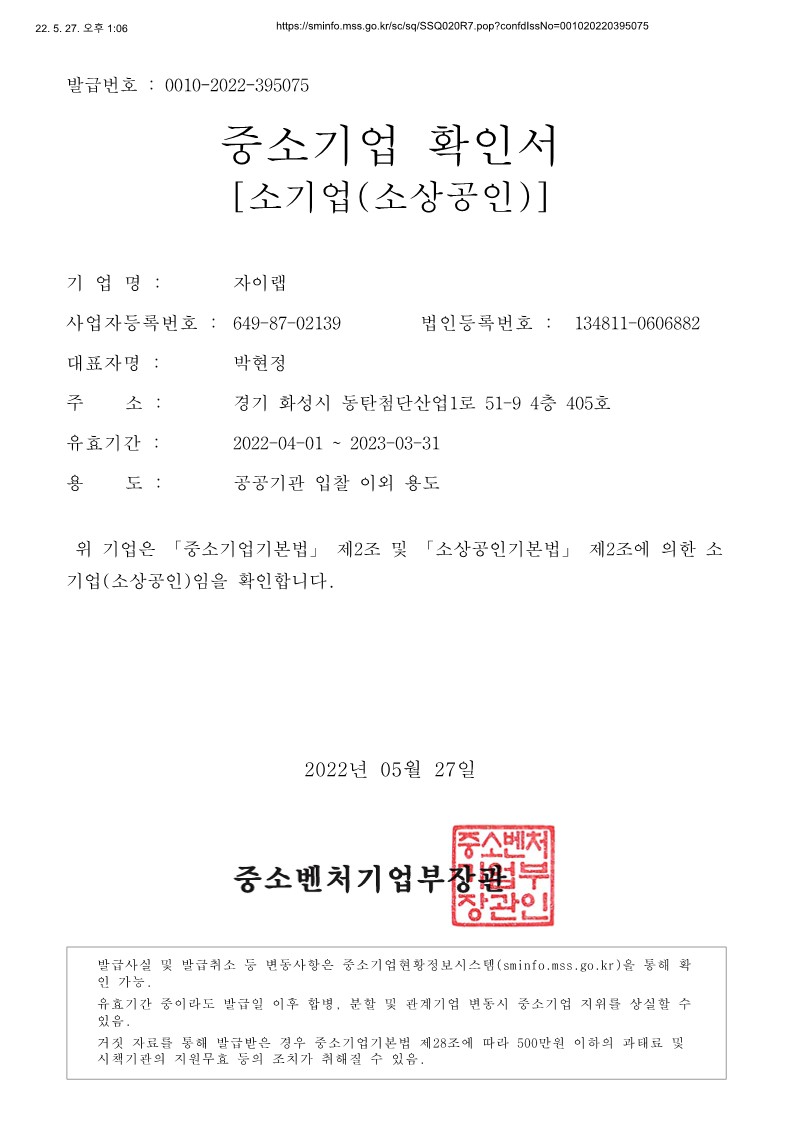 22. 5. 27. 오후 1:06
https://sminfo.mss.go.kr/sc/sq/SSQ020R7.pop?confdIssNo=001020220395075
발급번호 : 0010-2022-395075
중소기업 확인서
[소기업(소상공인)]
기 업 명 : 자이랩
사업자등록번호 : 649-87-02139 법인등록번호 : 134811-0606882
대표자명 : 박현정
주 소 : 경기 화성시 동탄첨단산업1로 51-9 4층 405호
유효기간 : 2022-04-01 ~ 2023-03-31
용 도 : 공공기관 입찰 이외 용도
위 기업은 「중소기업기본법」 제2조 및 「소상공인기본법」 제2조에 의한 소
기업(소상공인)임을 확인합니다.
2022년 05월 27일
중소벤처기업부장관
중소벤처
기업부
장관인
발급사실 및 발급취소 등 변동사항은 중소기업현황정보시스템(sminfo.mss.go.kr)을 통해 확
인 가능.
유효기간 중이라도 발급일 이후 합병, 분할 및 관계기업 변동시 중소기업 지위를 상실할 수
있음.
거짓 자료를 통해 발급받은 경우 중소기업기본법 제28조에 따라 500만원 이하의 과태료 및
시책기관의 지원무효 등의 조치가 취해질 수 있음.